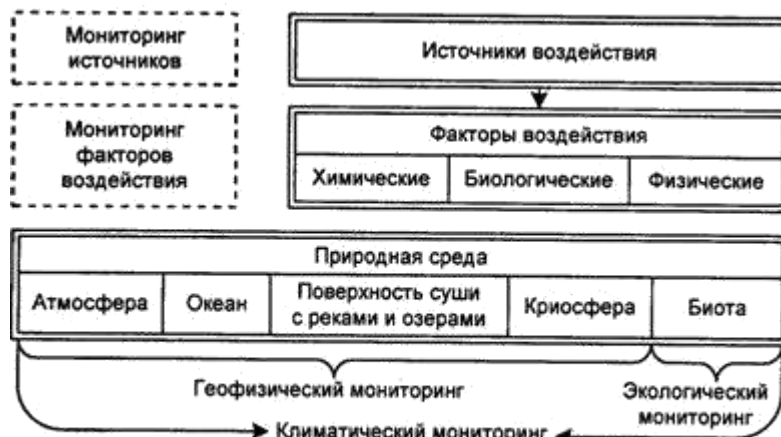 Мониторинг
источников
Источники воздействия
Мониторинг
факторов
воздействия
Факторы воздействия
Химические
Биологические
Физические
Природная среда
Атмосфера
Океан
Поверхность суши
с реками и озерами
Криосфера
Биота
Геофизический мониторинг
Экологический
мониторинг
Климатический мониторинг